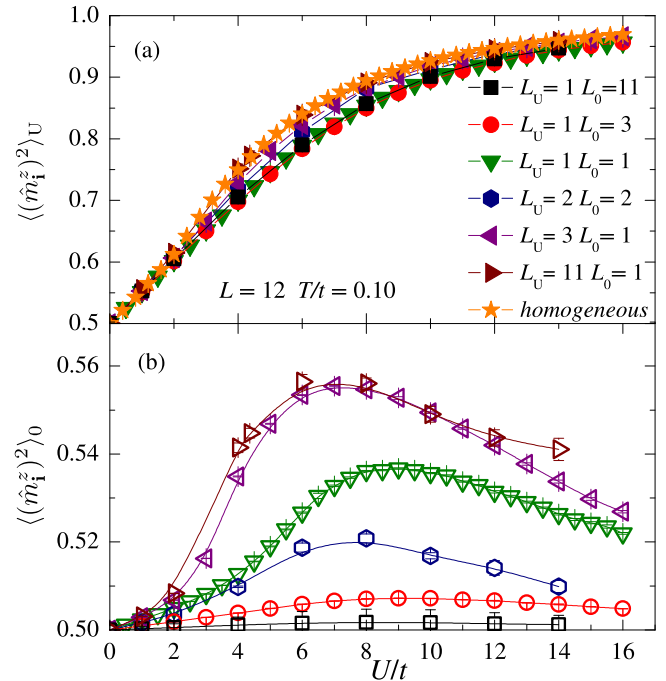 1.0
(a)
0.9
0.8
0.7
0.6
0.5
⟨(m̂ᵢᶻ)²⟩_U
L_U = 1 L_0 =11
L_U = 1 L_0 = 3
L_U = 1 L_0 = 1
L_U = 2 L_0 = 2
L_U = 3 L_0 = 1
L_U = 11 L_0 = 1
homogeneous
L = 12 T/t = 0.10
(b)
0.56
0.54
0.52
0.50
⟨(m̂ᵢᶻ)²⟩_0
0 2 4 6 8 10 12 14 16
U/t